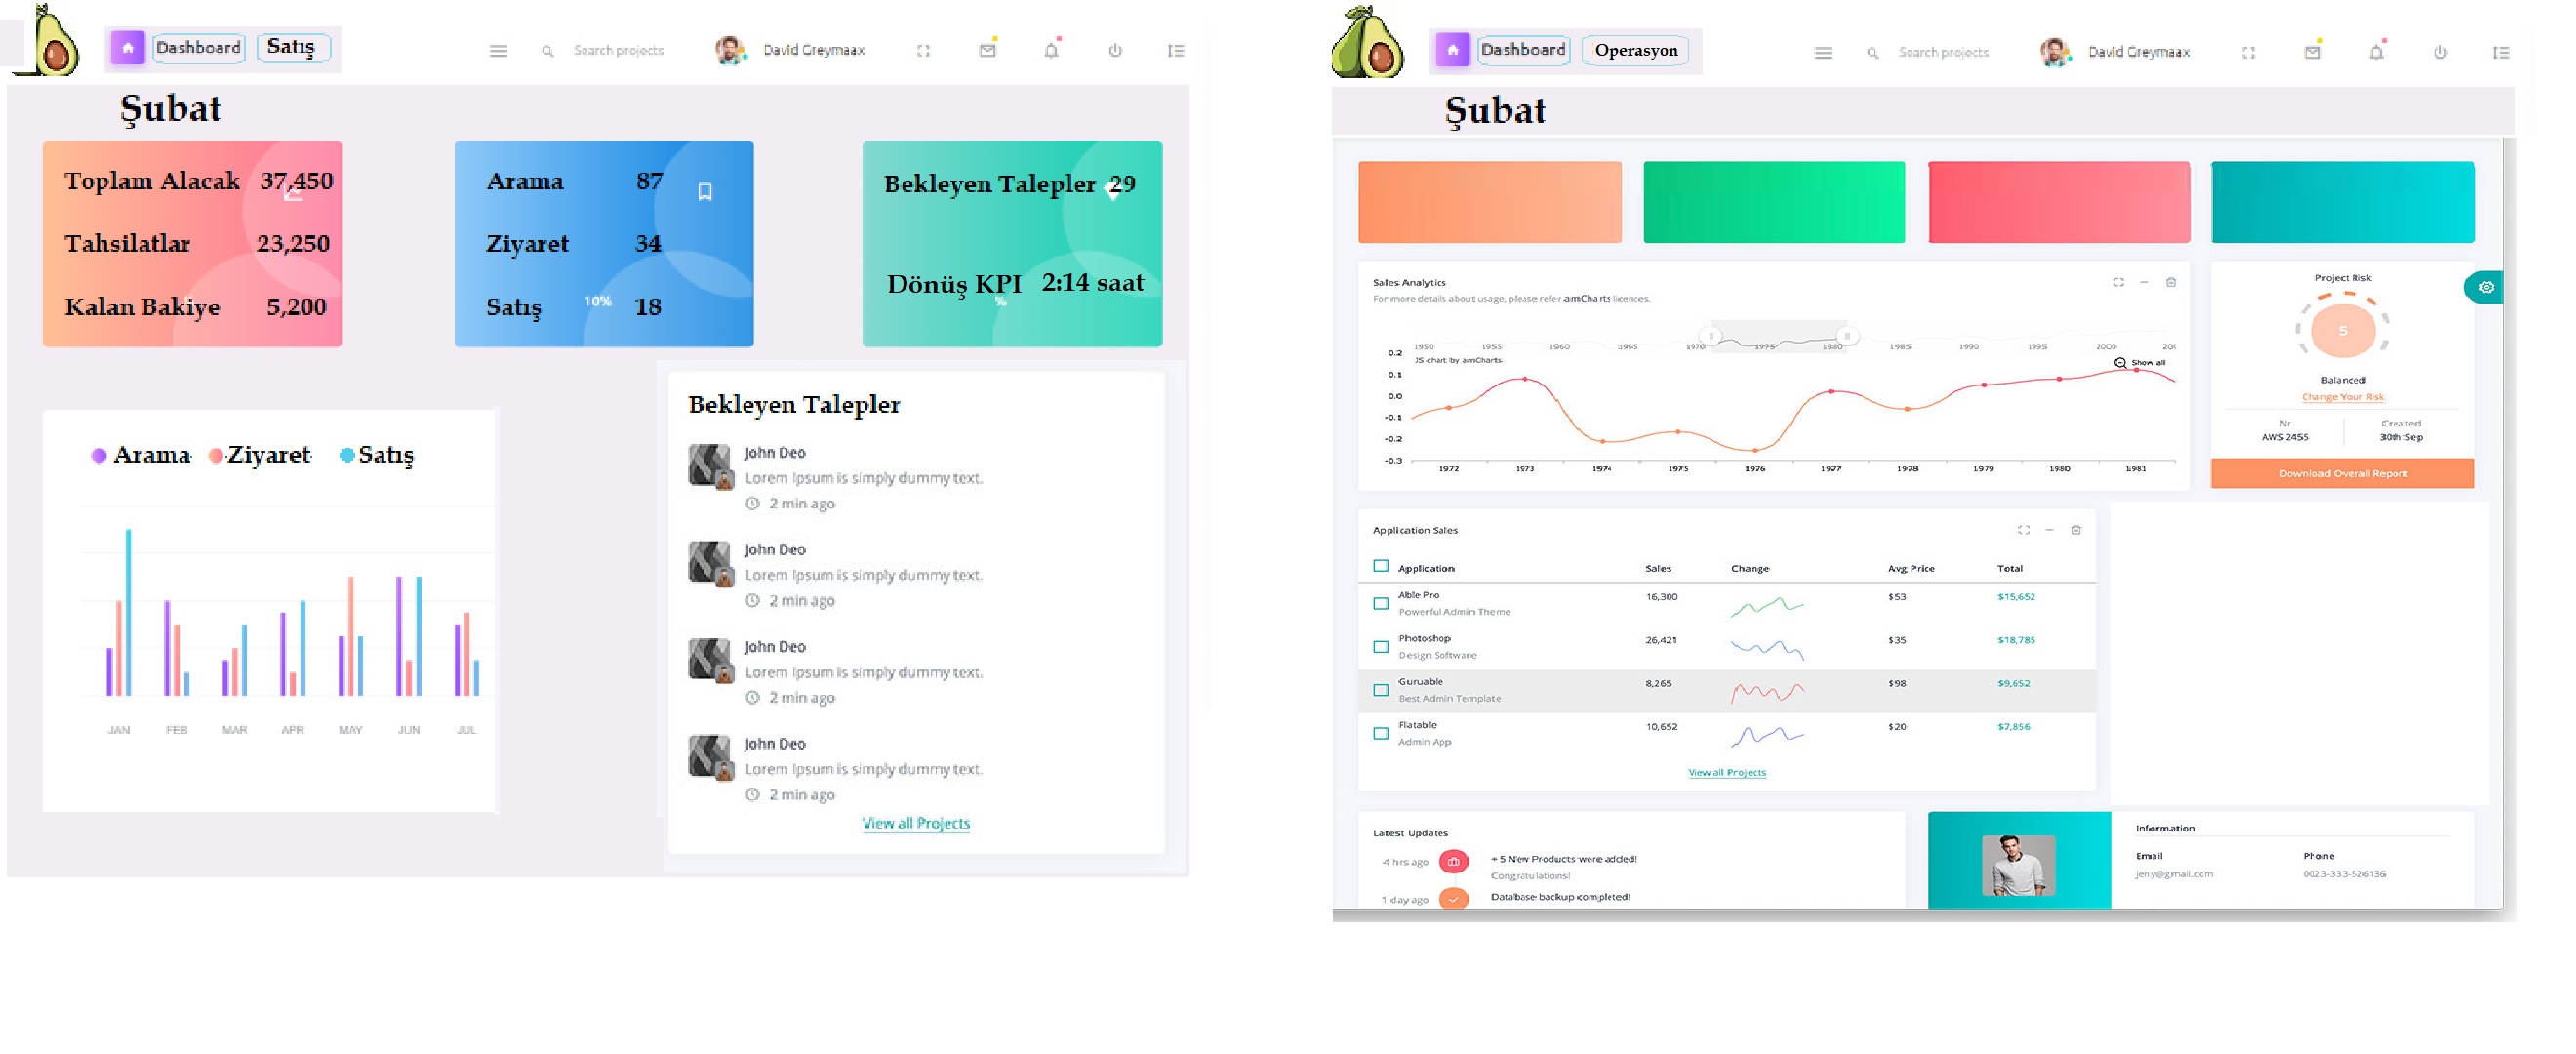 Dashboard Satış
Search projects
David Greymaax
Şubat
Toplam Alacak 37,450
Tahsilatlar 23,250
Kalan Bakiye 5,200
Arama 87
Ziyaret 34
Satış 10% 18
Bekleyen Talepler 29
Dönüş KPI 2:14 saat
%
Arama Ziyaret Satış
JAN FEB MAR APR MAY JUN JUL
Bekleyen Talepler
John Deo
Lorem Ipsum is simply dummy text.
2 min ago
John Deo
Lorem Ipsum is simply dummy text.
2 min ago
John Deo
Lorem Ipsum is simply dummy text.
2 min ago
John Deo
Lorem Ipsum is simply dummy text.
2 min ago
View all Projects
Dashboard Operasyon
Search projects
David Greymaax
Şubat
Sales Analytics
For more details about usage, please refer amCharts licences.
1950 1955 1960 1965 1970 1975 1980 1985 1990 1995 2000 200
JS chart by amCharts
Show all
0.2
0.1
0.0
-0.1
-0.2
-0.3
1972 1973 1974 1975 1976 1977 1978 1979 1980 1981
Project Risk
5
Balanced
Change Your Risk
Nr Created
AWS 2455 30th Sep
Download Overall Report
Application Sales
Application Sales Change Avg Price Total
Able Pro 16,300 $53 $15,652
Powerful Admin Theme
Photoshop 26,421 $35 $18,785
Design Software
Guruable 8,265 $98 $9,652
Best Admin Template
Flatable 10,652 $20 $7,856
Admin App
View all Projects
Latest Updates
4 hrs ago + 5 New Products were added!
Congratulations!
1 day ago Database backup completed!
Information
Email Phone
jeny@gmail.com 0023-333-526136